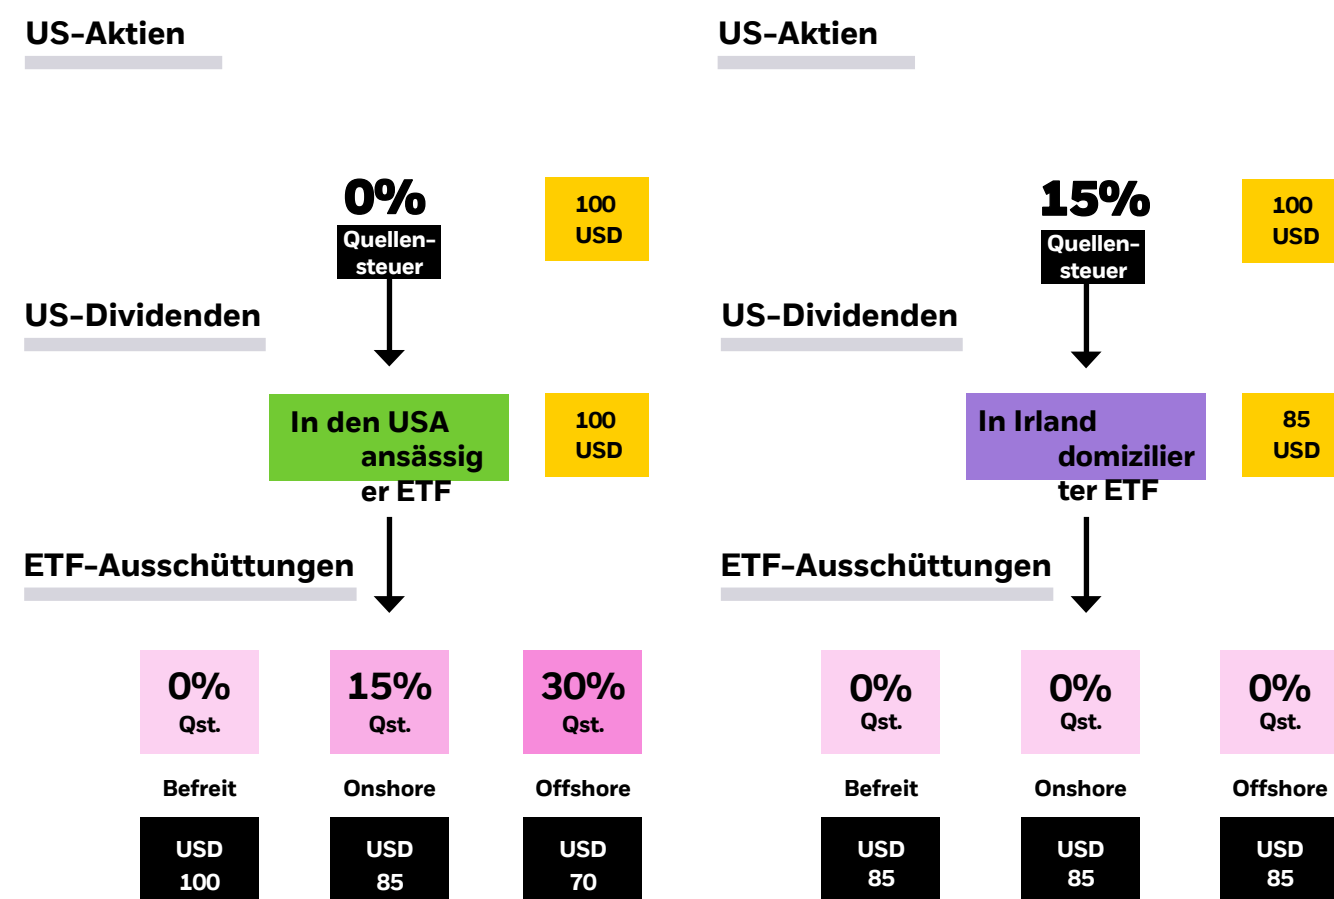 US-Aktien
0%
Quellen-
steuer
100
USD
US-Dividenden
In den USA
ansässig
er ETF
100
USD
ETF-Ausschüttungen
0%
Qst.
15%
Qst.
30%
Qst.
Befreit
Onshore
Offshore
USD
100
USD
85
USD
70
US-Aktien
15%
Quellen-
steuer
100
USD
US-Dividenden
In Irland
domizilier
ter ETF
85
USD
ETF-Ausschüttungen
0%
Qst.
0%
Qst.
0%
Qst.
Befreit
Onshore
Offshore
USD
85
USD
85
USD
85